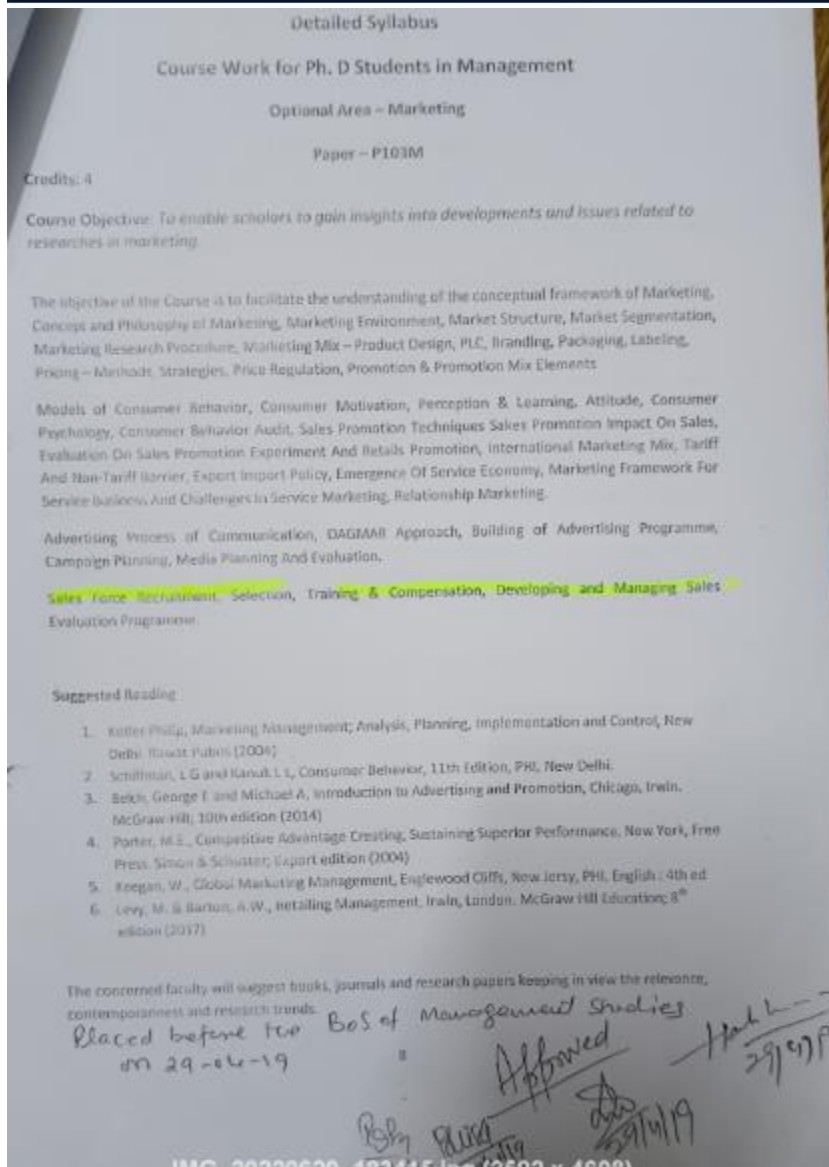 Detailed Syllabus
Course Work for Ph. D Students in Management
Optional Area – Marketing
Paper – P103M
Credits: 4
Course Objective: To enable scholars to gain insights into developments and issues related to
researches in marketing.
The objective of the Course is to facilitate the understanding of the conceptual framework of Marketing,
Concept and Philosophy of Marketing, Marketing Environment, Market Structure, Market Segmentation,
Marketing Research Procedure, Marketing Mix – Product Design, PLC, Branding, Packaging, Labeling,
Pricing – Methods, Strategies, Price Regulation, Promotion & Promotion Mix Elements
Models of Consumer Behavior, Consumer Motivation, Perception & Learning, Attitude, Consumer
Psychology, Consumer Behavior Audit, Sales Promotion Techniques Sakes Promotion Impact On Sales,
Evaluation On Sales Promotion Experiment And Retails Promotion, International Marketing Mix, Tariff
And Non-Tariff Barrier, Export Import Policy, Emergence Of Service Economy, Marketing Framework For
Service Business And Challenges In Service Marketing, Relationship Marketing.
Advertising Process of Communication, DAGMAR Approach, Building of Advertising Programme,
Campaign Planning, Media Planning And Evaluation.
Sales Force Recruitment, Selection, Training & Compensation, Developing and Managing Sales
Evaluation Programme.
Suggested Reading
1. Kotler Philip, Marketing Management; Analysis, Planning, Implementation and Control, New
Delhi. Rawat Pubns (2004)
2. Schiffman, L G and Kanuk L L, Consumer Behavior, 11th Edition, PHI, New Delhi.
3. Belch, George E and Michael A, Introduction to Advertising and Promotion, Chicago, Irwin.
McGraw-Hill; 10th edition (2014)
4. Porter, M.E., Competitive Advantage Creating, Sustaining Superior Performance, New York, Free
Press. Simon & Schuster; Export edition (2004)
5. Keegan, W., Global Marketing Management, Englewood Cliffs, New Jersy, PHI, English : 4th ed
6. Levy, M. & Barton, A.W., Retailing Management, Irwin, London. McGraw Hill Education; 8th
edition (2017)
The concerned faculty will suggest books, journals and research papers keeping in view the relevance,
contemporariness and research trends.
Placed before the BoS of Management Studies
on 29-04-19
Approved
29/4/19